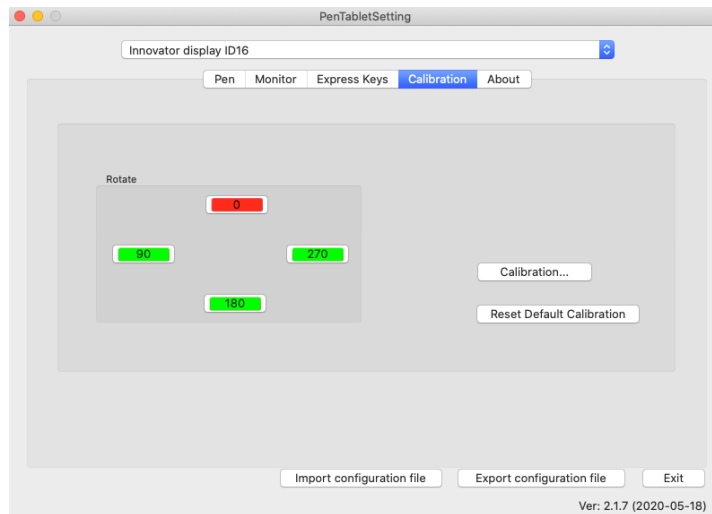 PenTabletSetting
Innovator display ID16
Pen Monitor Express Keys Calibration About
Rotate
0
90 270
180
Calibration...
Reset Default Calibration
Import configuration file Export configuration file Exit
Ver: 2.1.7 (2020-05-18)